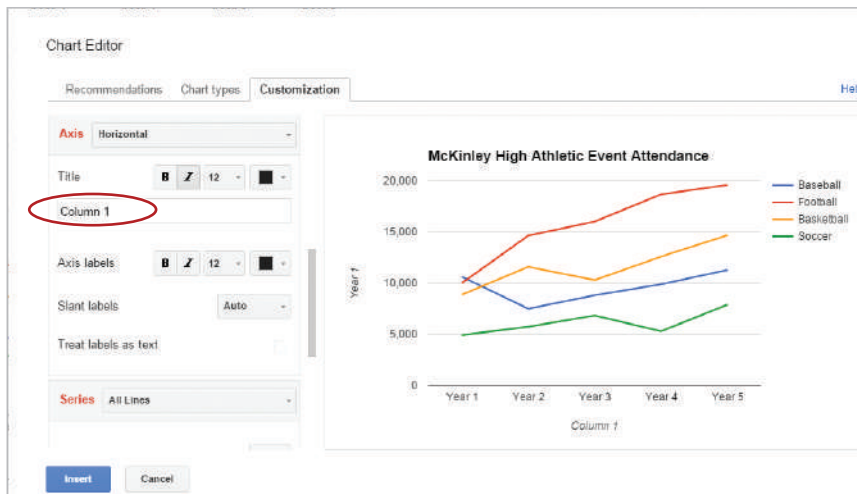 Chart Editor
Recommendations Chart types Customization
Hel
Axis Horizontal
Title B I 12
Column 1
Axis labels B I 12
Slant labels Auto
Treat labels as text
Series All Lines
Insert Cancel
McKinley High Athletic Event Attendance
20,000
15,000
10,000
5,000
0
Year 1
Year 1 Year 2 Year 3 Year 4 Year 5
Column 1
Baseball
Football
Basketball
Soccer